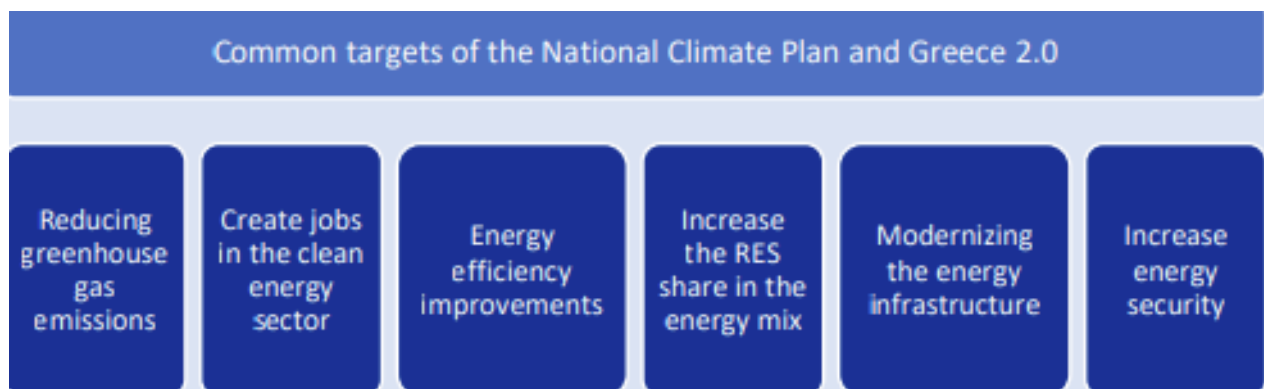 Common targets of the National Climate Plan and Greece 2.0
Reducing
greenhouse
gas
emissions
Create jobs
in the clean
energy
sector
Energy
efficiency
improvements
Increase
the RES
share in the
energy mix
Modernizing
the energy
infrastructure
Increase
energy
security